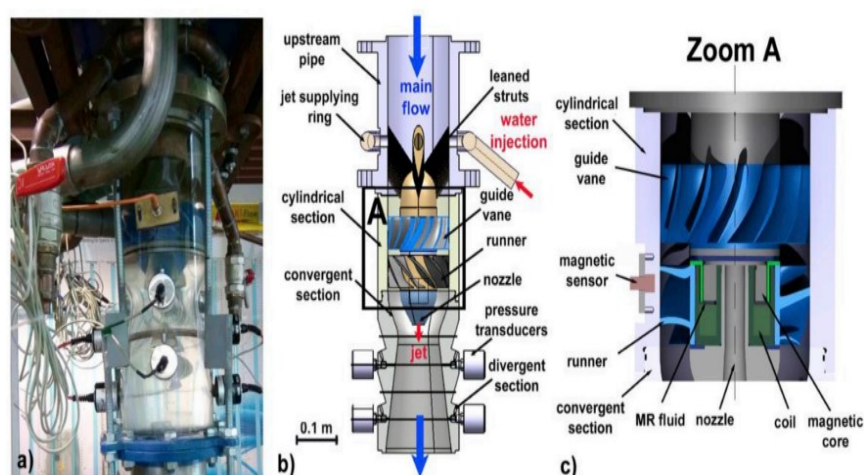 a)
upstream
pipe
jet supplying
ring
cylindrical
section
convergent
section
0.1 m
b)
main
flow
leaned
struts
water
injection
A
guide
vane
runner
nozzle
pressure
transducers
jet
divergent
section
Zoom A
cylindrical
section
guide
vane
magnetic
sensor
runner
convergent
section
c)
MR fluid
nozzle
coil
magnetic
core